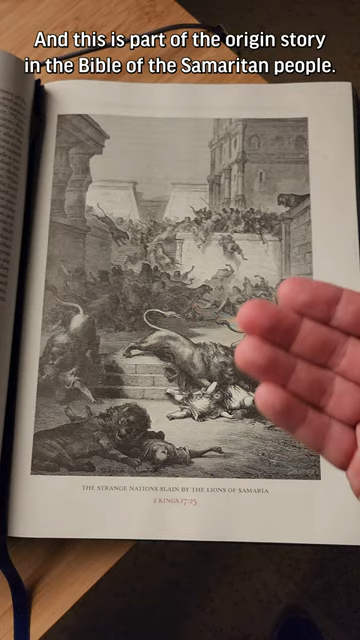 And this is part of the origin story
in the Bible of the Samaritan people.
THE STRANGE NATIONS SLAIN BY THE LIONS OF SAMARIA
2 KINGS 17:25